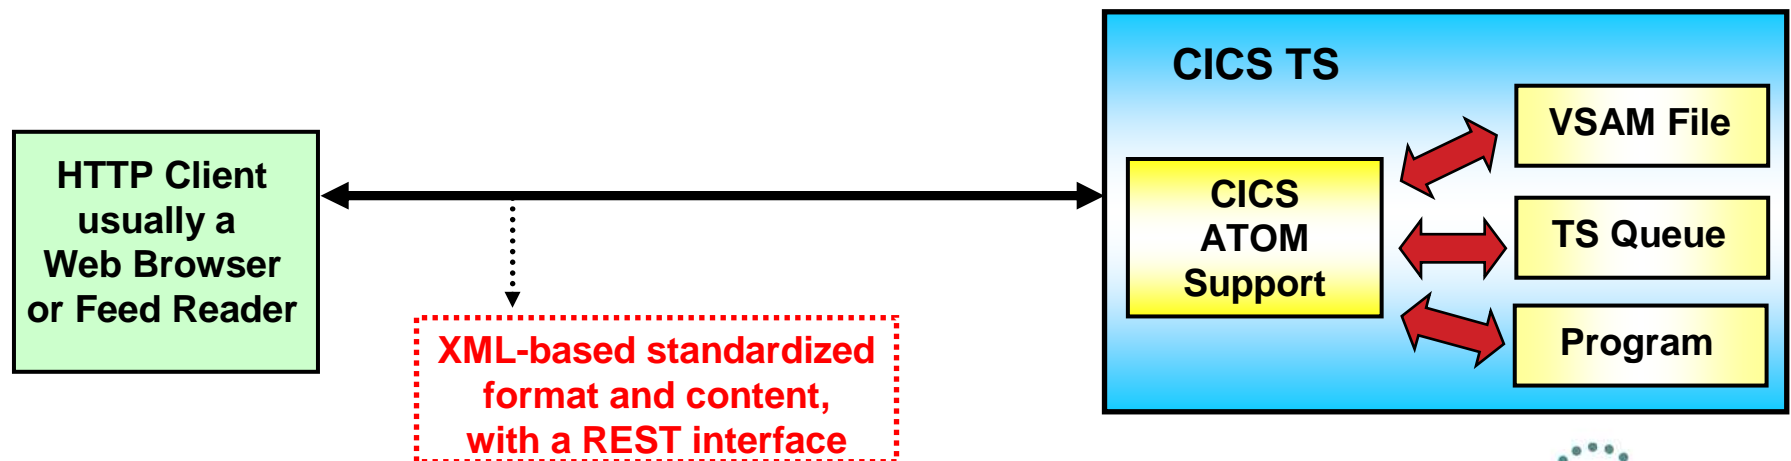 HTTP Client
usually a
Web Browser
or Feed Reader
XML-based standardized
format and content,
with a REST interface
CICS TS
CICS
ATOM
Support
VSAM File
TS Queue
Program